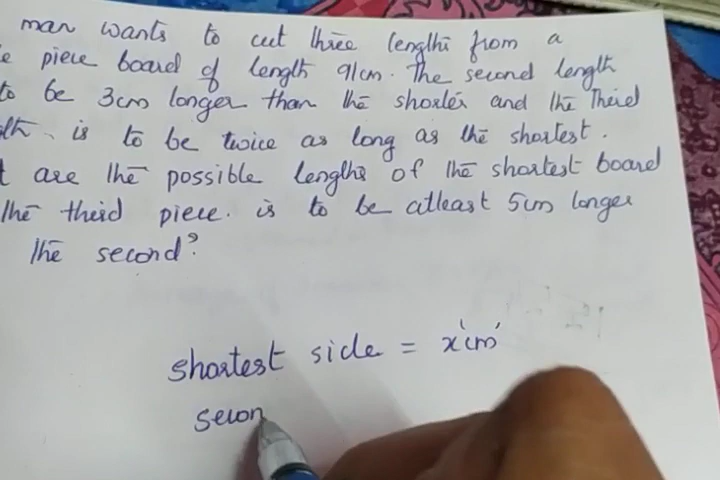 man wants to cut three lengths from a
piece board of length 91cm. The second length
to be 3cm longer than the shorter and the Third
is to be twice as long as the shortest.
are the possible lengths of the shortest board
the third piece. is to be atleast 5cm longer
the second?
shortest side = x'cm'
secon